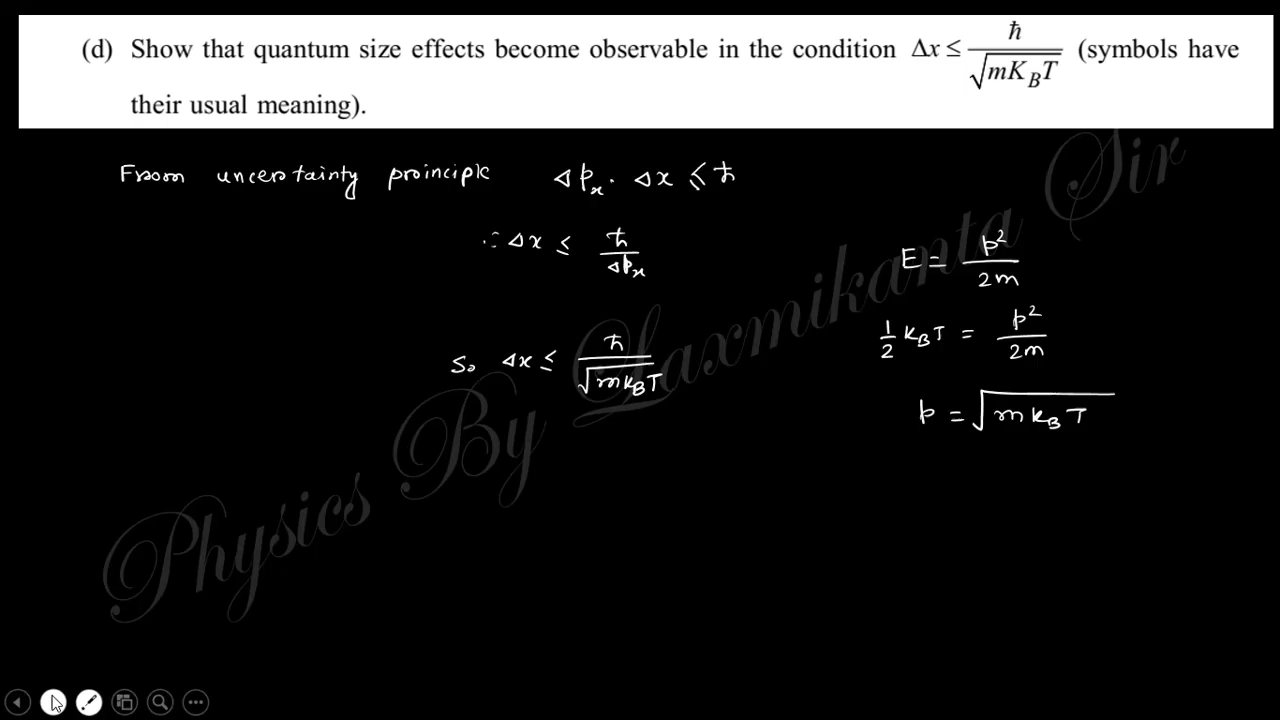 (d) Show that quantum size effects become observable in the condition Δx ≤ ℏ/√(mK_BT) (symbols have
their usual meaning).
From uncertainty principle Δp_x · Δx ≤ ℏ
∴ Δx ≤ ℏ/Δp_x
So Δx ≤ ℏ/√(mk_BT)
E = p²/2m
1/2 k_BT = p²/2m
p = √(mk_BT)
Physics By Laxmikanta Sir